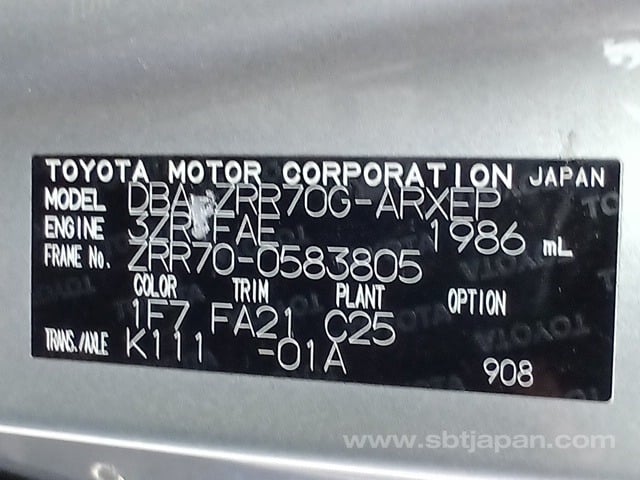 TOYOTA MOTOR CORPORATION JAPAN
MODEL DBA-ZRR70G-ARXEP
ENGINE 3ZR-FAE 1986 mL
FRAME No. ZRR70-0583805
COLOR TRIM PLANT OPTION
1F7 FA21 C25
TRANS./AXLE K111 -01A
908
www.sbtjapan.com